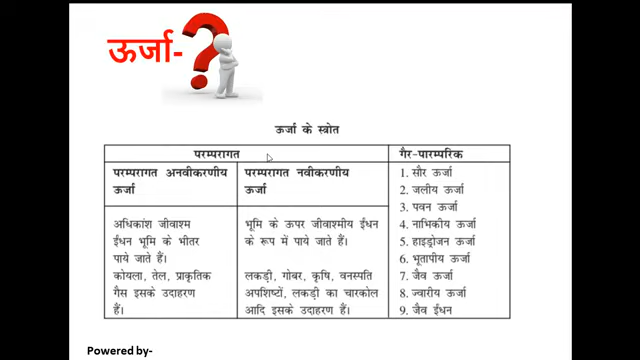 ऊर्जा-
ऊर्जा के स्त्रोत
परम्परागत
गैर-पारम्परिक
परम्परागत अनवीकरणीय
ऊर्जा
परम्परागत नवीकरणीय
ऊर्जा
अधिकांश जीवाश्म
ईंधन भूमि के भीतर
पाये जाते हैं।
कोयला, तेल, प्राकृतिक
गैस इसके उदाहरण
हैं।
भूमि के ऊपर जीवाश्मीय ईंधन
के रूप में पाये जाते हैं।
लकड़ी, गोबर, कृषि, वनस्पति
अपशिष्टों, लकड़ी का चारकोल
आदि इसके उदाहरण हैं।
1. सौर ऊर्जा
2. जलीय ऊर्जा
3. पवन ऊर्जा
4. नाभिकीय ऊर्जा
5. हाइड्रोजन ऊर्जा
6. भूतापीय ऊर्जा
7. जैव ऊर्जा
8. ज्वारीय ऊर्जा
9. जैव ईंधन
Powered by-